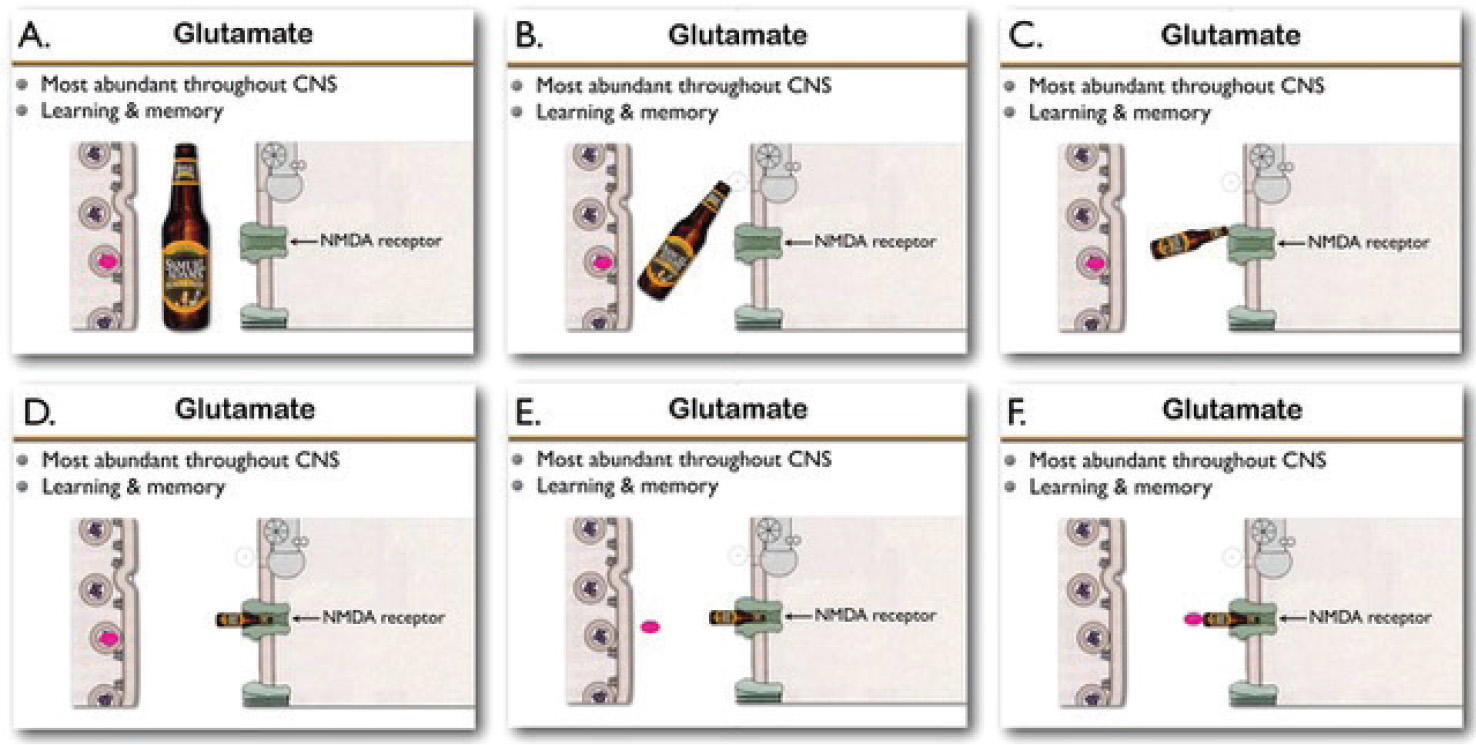 A.
Glutamate
Most abundant throughout CNS
Learning & memory
SAMUEL
ADAMS
NMDA receptor
B.
Glutamate
Most abundant throughout CNS
Learning & memory
NMDA receptor
C.
Glutamate
Most abundant throughout CNS
Learning & memory
NMDA receptor
D.
Glutamate
Most abundant throughout CNS
Learning & memory
NMDA receptor
E.
Glutamate
Most abundant throughout CNS
Learning & memory
NMDA receptor
F.
Glutamate
Most abundant throughout CNS
Learning & memory
NMDA receptor